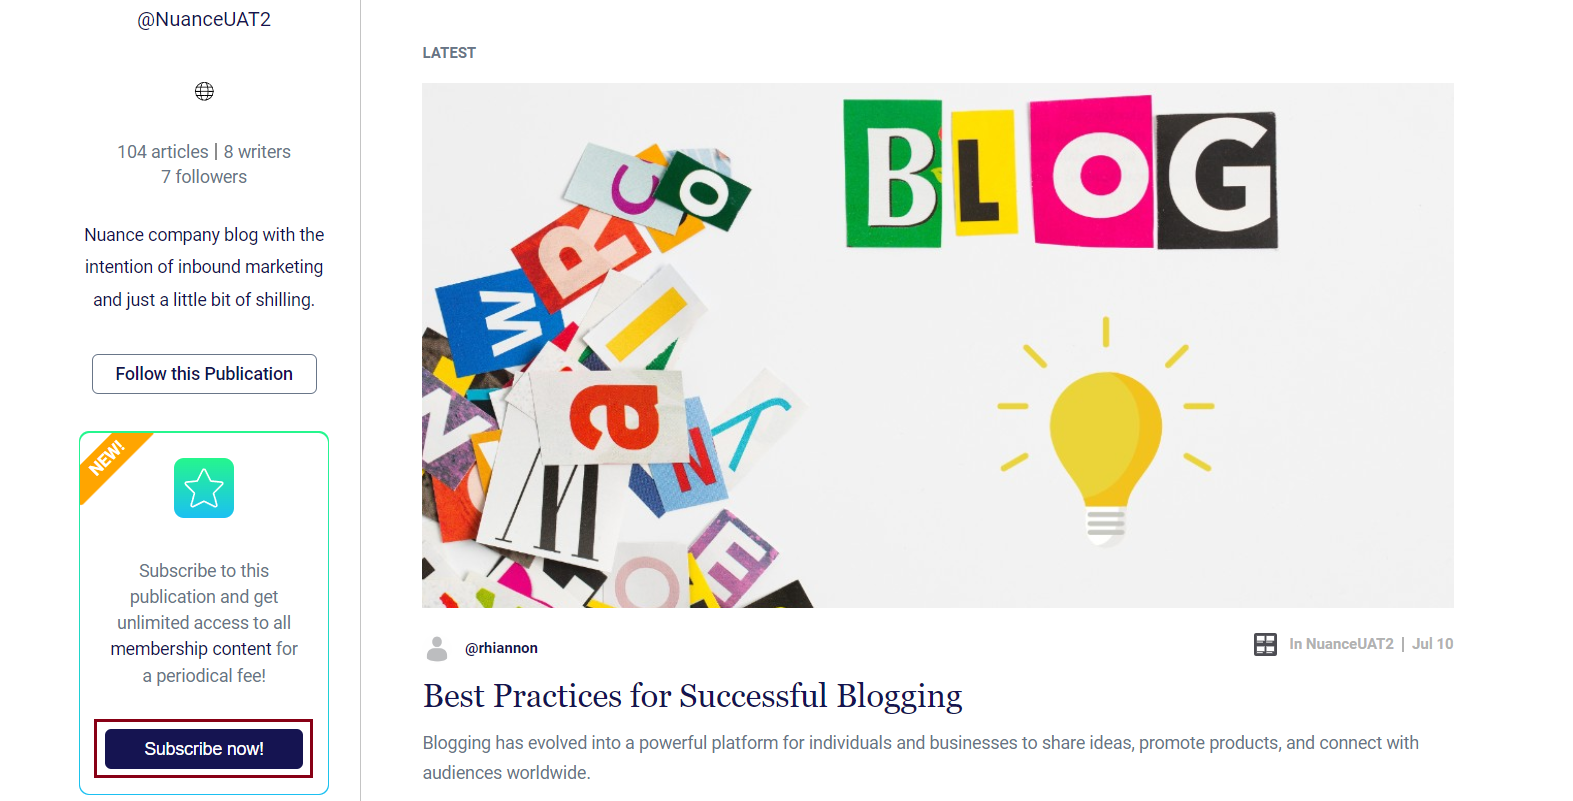 @NuanceUAT2
104 articles | 8 writers
7 followers
Nuance company blog with the
intention of inbound marketing
and just a little bit of shilling.
Follow this Publication
NEW!
Subscribe to this
publication and get
unlimited access to all
membership content for
a periodical fee!
Subscribe now!
LATEST
BLOG
C
O
R
W
I
a
Y
N
Z
m
O
E
@rhiannon
In NuanceUAT2 | Jul 10
Best Practices for Successful Blogging
Blogging has evolved into a powerful platform for individuals and businesses to share ideas, promote products, and connect with
audiences worldwide.